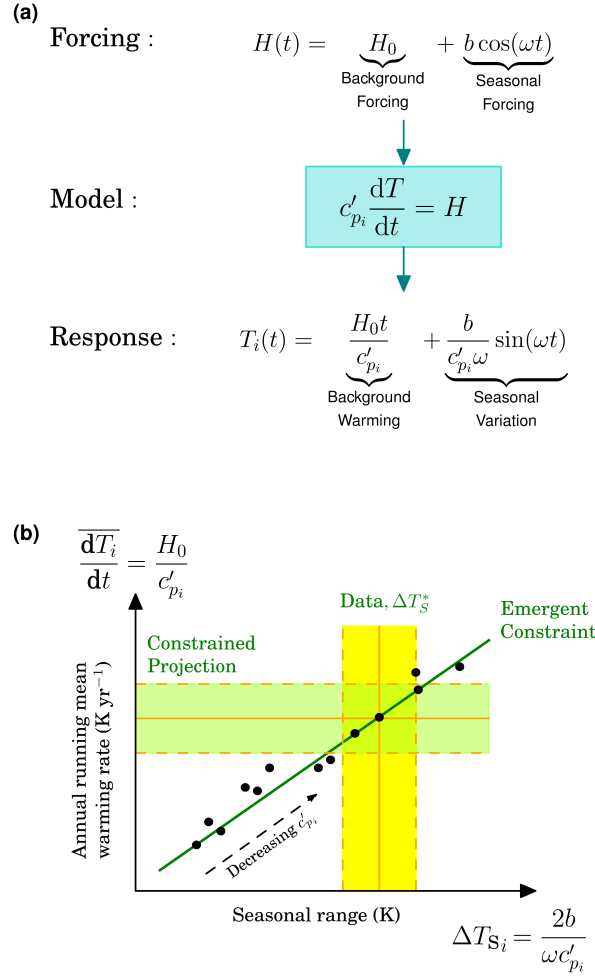 (a)
Forcing : H(t) = H₀ + b cos(ωt)
Background Seasonal
Forcing Forcing
Model : c′ₚᵢ dT/dt = H
Response : Tᵢ(t) = H₀t/c′ₚᵢ + b/(c′ₚᵢω) sin(ωt)
Background Seasonal
Warming Variation
(b)
d̅T̅ᵢ̅/dt = H₀/c′ₚᵢ
Data, ΔT*S
Emergent
Constraint
Constrained
Projection
Annual running mean
warming rate (K yr⁻¹)
Decreasing c′ₚᵢ
Seasonal range (K)
ΔTSᵢ = 2b/(ωc′ₚᵢ)